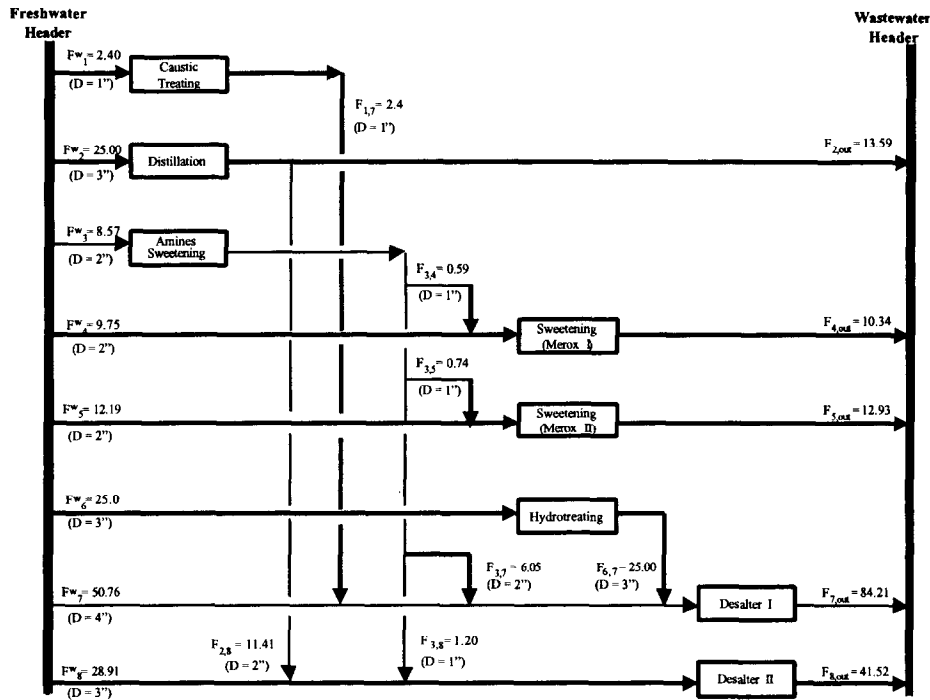 Freshwater
Header
Wastewater
Header
Fw1 = 2.40
(D = 1")
Caustic
Treating
F1,7 = 2.4
(D = 1")
Fw2 = 25.00
(D = 3")
Distillation
F2,out = 13.59
Fw3 = 8.57
(D = 2")
Amines
Sweetening
F3,4 = 0.59
(D = 1")
Fw4 = 9.75
(D = 2")
Sweetening
(Merox I)
F4,out = 10.34
F3,5 = 0.74
(D = 1")
Fw5 = 12.19
(D = 2")
Sweetening
(Merox II)
F5,out = 12.93
Fw6 = 25.0
(D = 3")
Hydrotreating
F3,7 = 6.05
(D = 2")
F6,7 = 25.00
(D = 3")
Fw7 = 50.76
(D = 4")
Desalter I
F7,out = 84.21
F2,8 = 11.41
(D = 2")
F3,8 = 1.20
(D = 1")
Fw8 = 28.91
(D = 3")
Desalter II
F8,out = 41.52